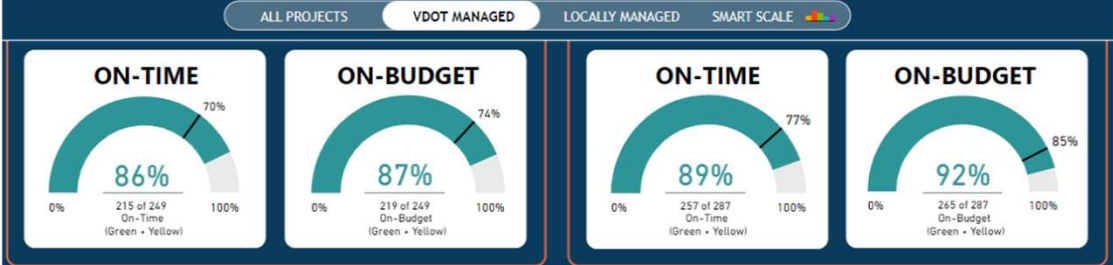 ALL PROJECTS VDOT MANAGED LOCALLY MANAGED SMART SCALE
ON-TIME
70%
86%
0% 100%
215 of 249
On-Time
(Green • Yellow)
ON-BUDGET
74%
87%
0% 100%
219 of 249
On-Budget
(Green • Yellow)
ON-TIME
77%
89%
0% 100%
257 of 287
On-Time
(Green • Yellow)
ON-BUDGET
85%
92%
0% 100%
265 of 287
On-Budget
(Green • Yellow)